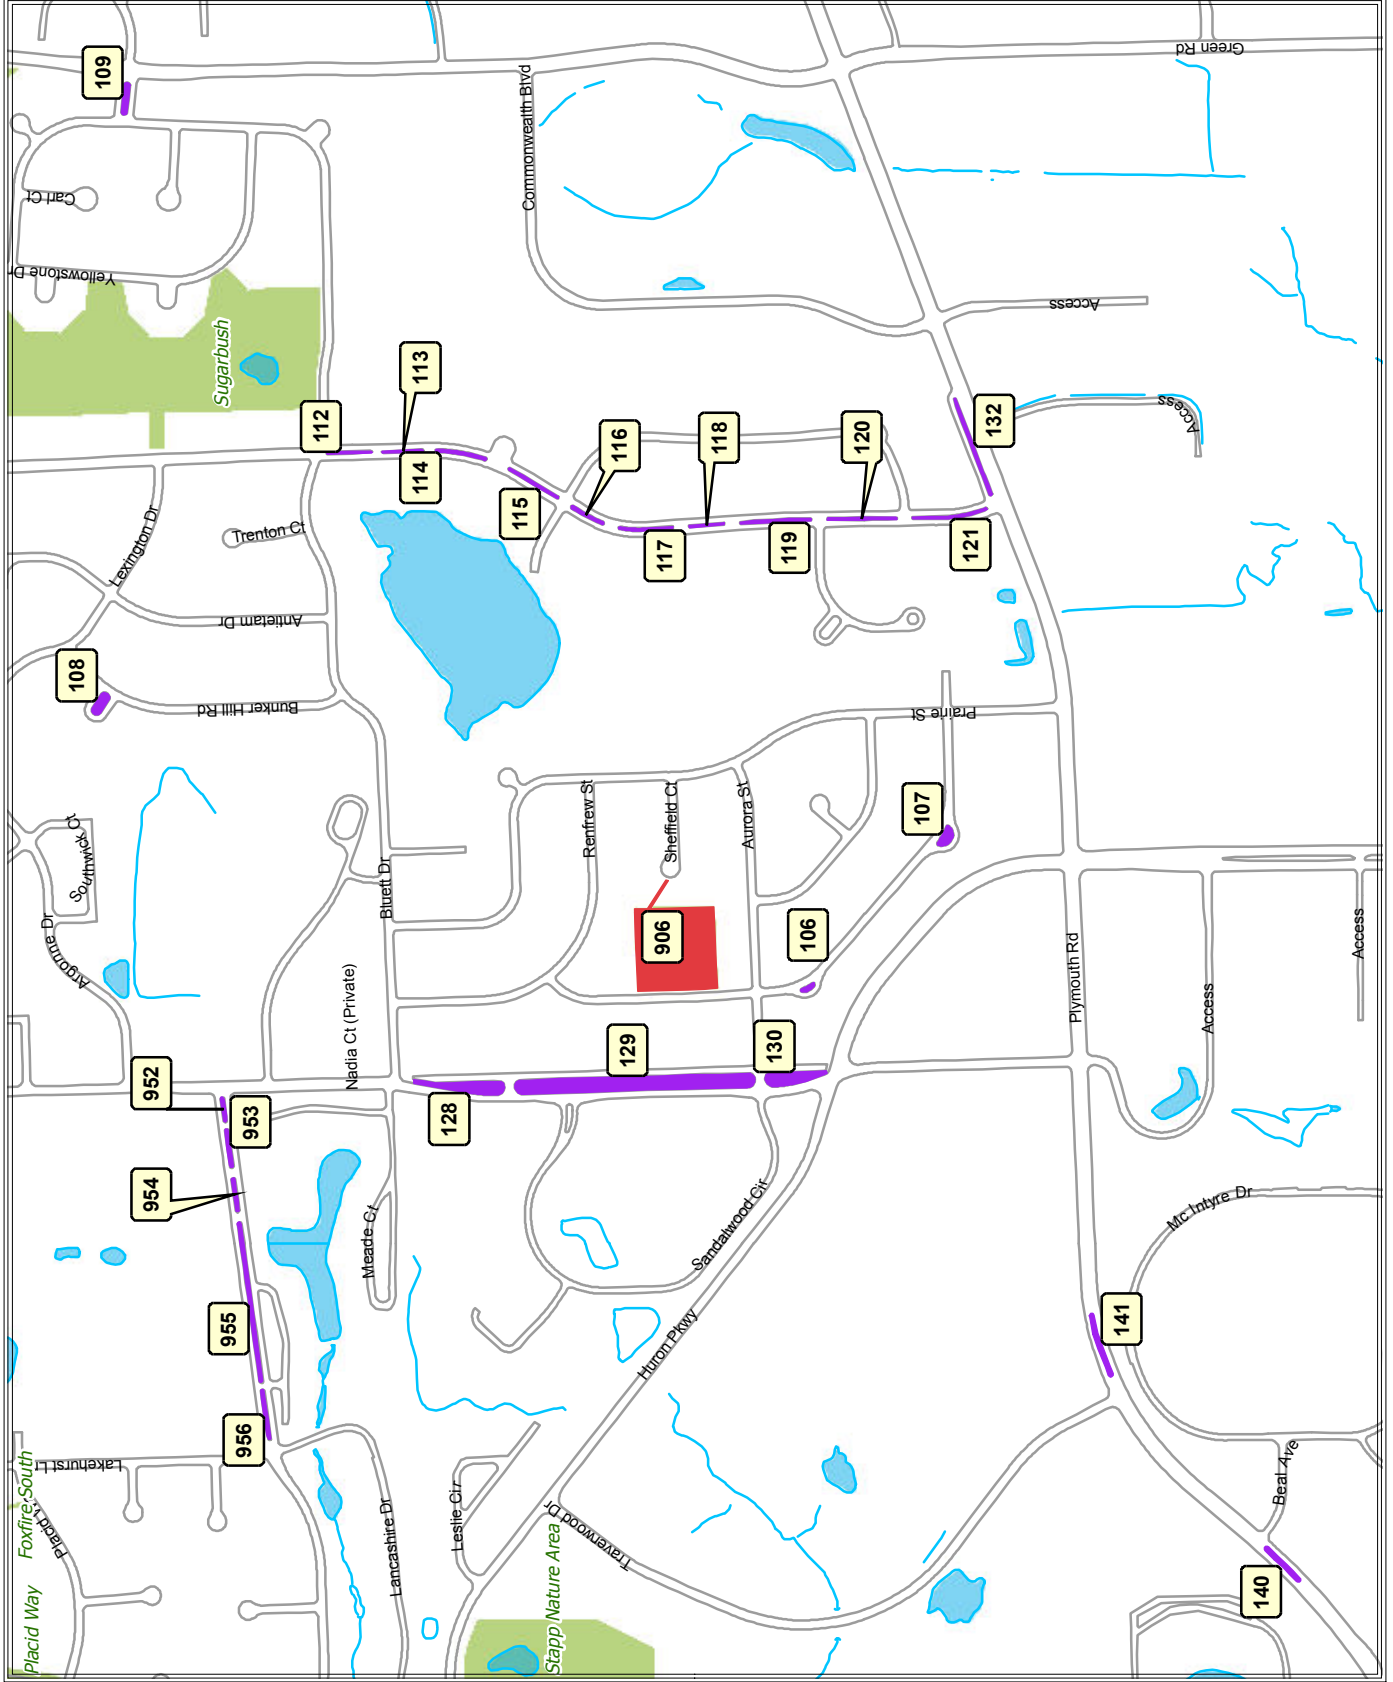 Green Rd
109
Commonwealth Blvd
Carl Ct
Yellowstone Dr
Access
Sugarbush
113
112
132
Access
116
118
120
114
115
Lexington Dr
Trenton Ct
117
119
121
Antietam Dr
108
Bunker Hill Rd
Prairie St
Southwick Ct
Renfrew St
Sheffield Ct
Aurora St
107
Bluett Dr
Argonne Dr
906
106
Plymouth Rd
Access
Access
Nadia Ct (Private)
129
130
952
953
128
954
Meade Ct
Sandalwood Cir
Mc Intyre Dr
955
Huron Pkwy
141
956
Lakehurst Ln
Foxfire South
Placid Way
Placid Way
Lancashire Dr
Leslie Cir
Traverwood Dr
Stapp Nature Area
Beal Ave
140